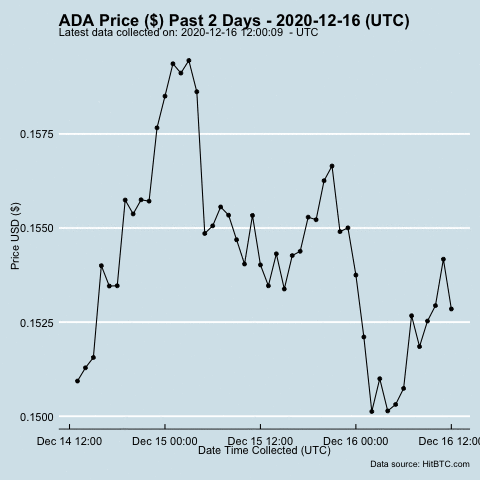 ADA Price ($) Past 2 Days - 2020-12-16 (UTC)
Latest data collected on: 2020-12-16 12:00:09 - UTC
0.1575
0.1550
0.1525
0.1500
Price USD ($)
Dec 14 12:00 Dec 15 00:00 Dec 15 12:00 Dec 16 00:00 Dec 16 12:00
Date Time Collected (UTC)
Data source: HitBTC.com